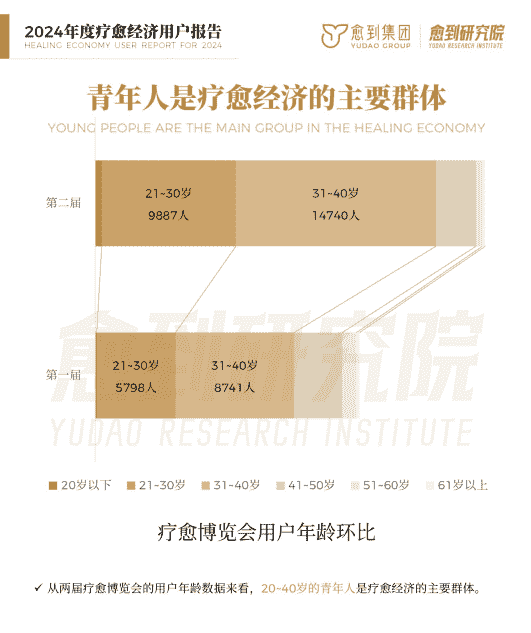 2024年度疗愈经济用户报告
HEALING ECONOMY USER REPORT FOR 2024
愈到集团
YUDAO GROUP
愈到研究院
YUDAO RESEARCH INSTITUTE
青年人是疗愈经济的主要群体
YOUNG PEOPLE ARE THE MAIN GROUP IN THE HEALING ECONOMY
第二届
21~30岁
9887人
31~40岁
14740人
愈到研究院
YUDAO RESEARCH INSTITUTE
第一届
21~30岁
5798人
31~40岁
8741人
20岁以下 21~30岁 31~40岁 41~50岁 51~60岁 61岁以上
疗愈博览会用户年龄环比
✓ 从两届疗愈博览会的用户年龄数据来看，20~40岁的青年人是疗愈经济的主要群体。